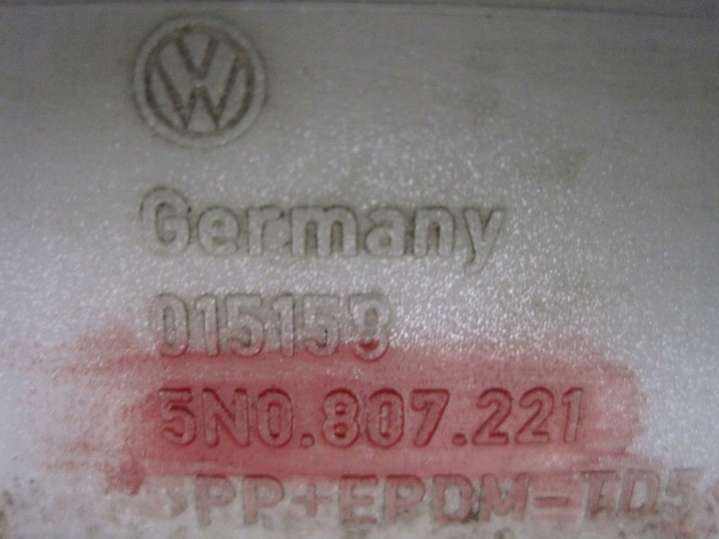 Germany
015159
5N0.807.221
>PP+EPDM-TD5